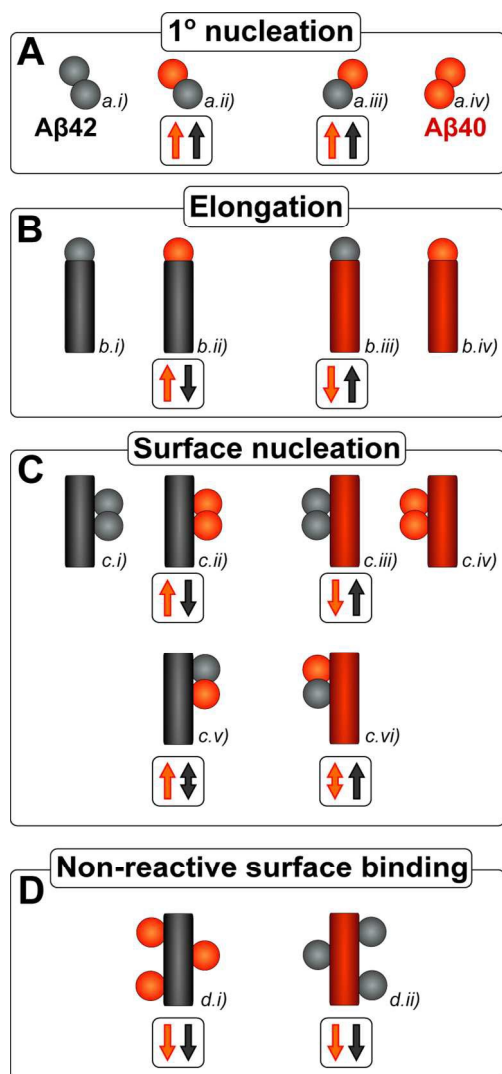 1º nucleation
A
a.i)
a.ii)
a.iii)
a.iv)
Aβ42
Aβ40
Elongation
B
b.i)
b.ii)
b.iii)
b.iv)
Surface nucleation
C
c.i)
c.ii)
c.iii)
c.iv)
c.v)
c.vi)
Non-reactive surface binding
D
d.i)
d.ii)